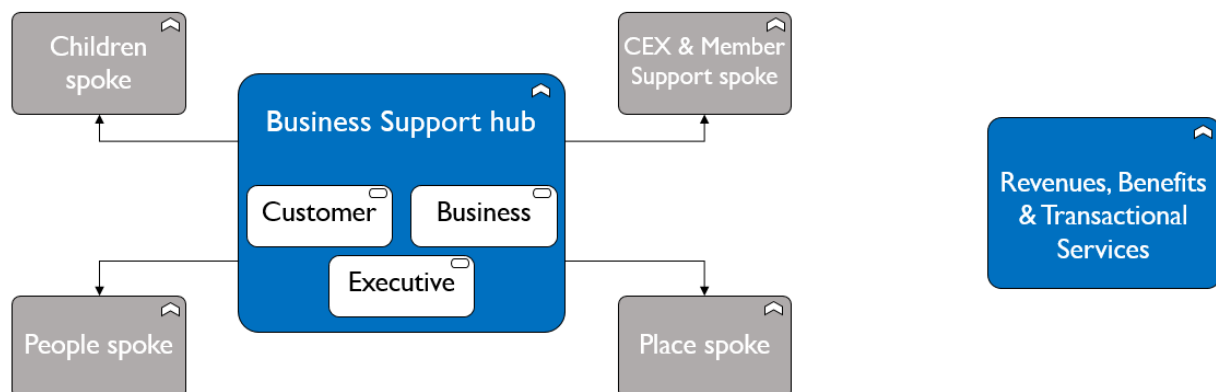 Children
spoke
CEX & Member
Support spoke
Business Support hub
Customer
Business
Executive
People spoke
Place spoke
Revenues, Benefits
& Transactional
Services